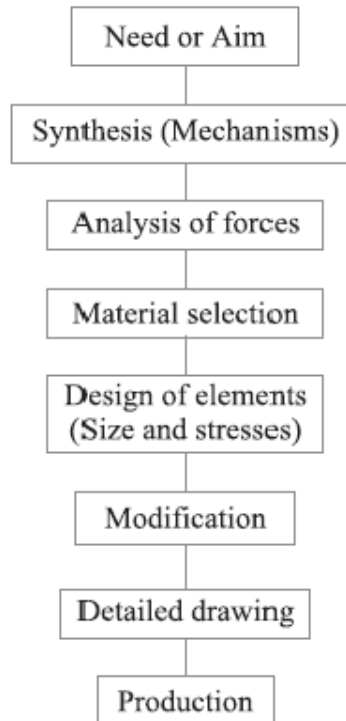 Need or Aim
Synthesis (Mechanisms)
Analysis of forces
Material selection
Design of elements
(Size and stresses)
Modification
Detailed drawing
Production